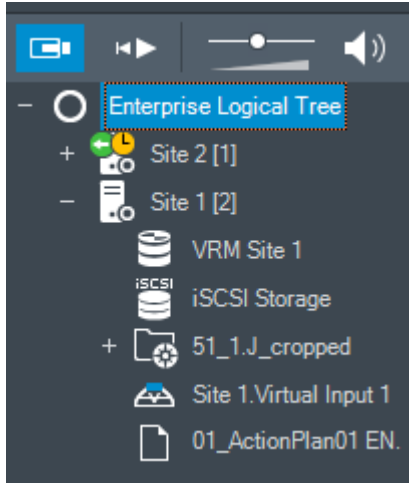 Enterprise Logical Tree
Site 2 [1]
Site 1 [2]
VRM Site 1
iSCSI
iSCSI Storage
51_1.J_cropped
Site 1.Virtual Input 1
01_ActionPlan01 EN.